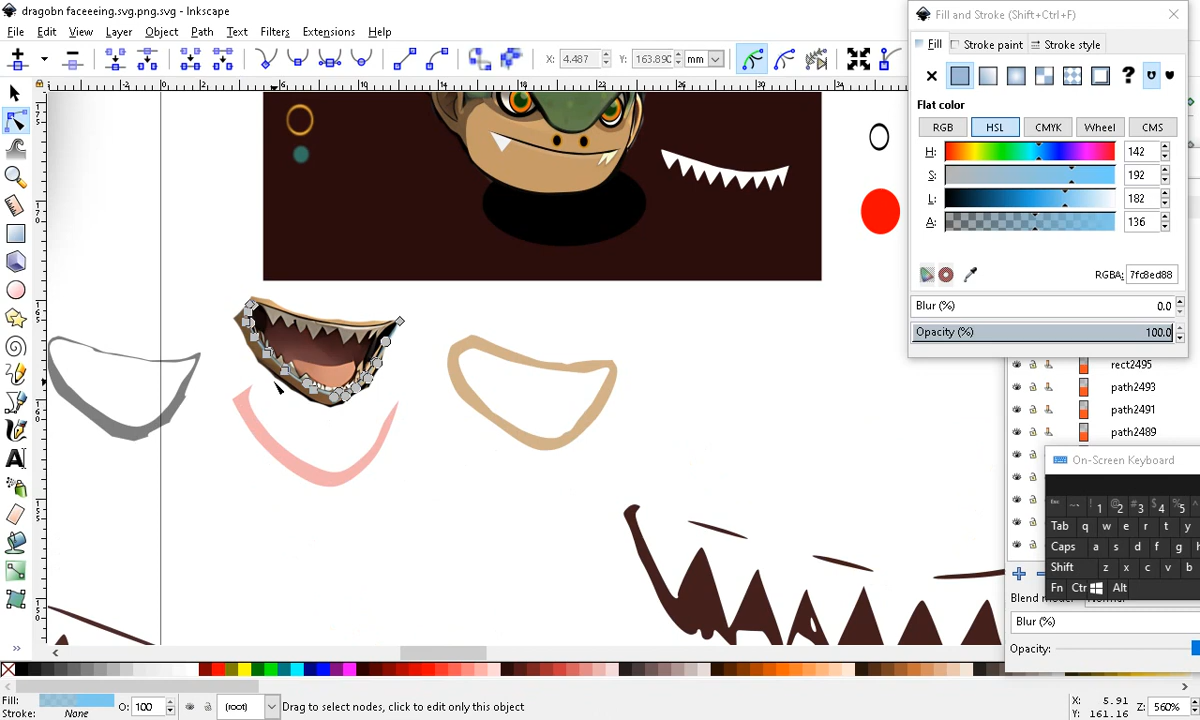 dragobn faceeeing.svg.png.svg - Inkscape
File Edit View Layer Object Path Text Filters Extensions Help
X: 4.487 Y: 163.890 mm
Fill and Stroke (Shift+Ctrl+F)
Fill Stroke paint Stroke style
Flat color
RGB HSL CMYK Wheel CMS
H: 142
S: 192
L: 182
A: 136
RGBA: 7fc8ed88
Blur (%) 0.0
Opacity (%) 100.0
rect2495
path2493
path2491
path2489
On-Screen Keyboard
Tab q w e r t y
Caps a s d f g h
Shift z x c v b
Fn Ctr Alt
Blur (%)
Opacity:
Fill:
Stroke: None
O: 100
(root)
Drag to select nodes, click to edit only this object
X: 5.91
Y: 161.16
Z: 560%